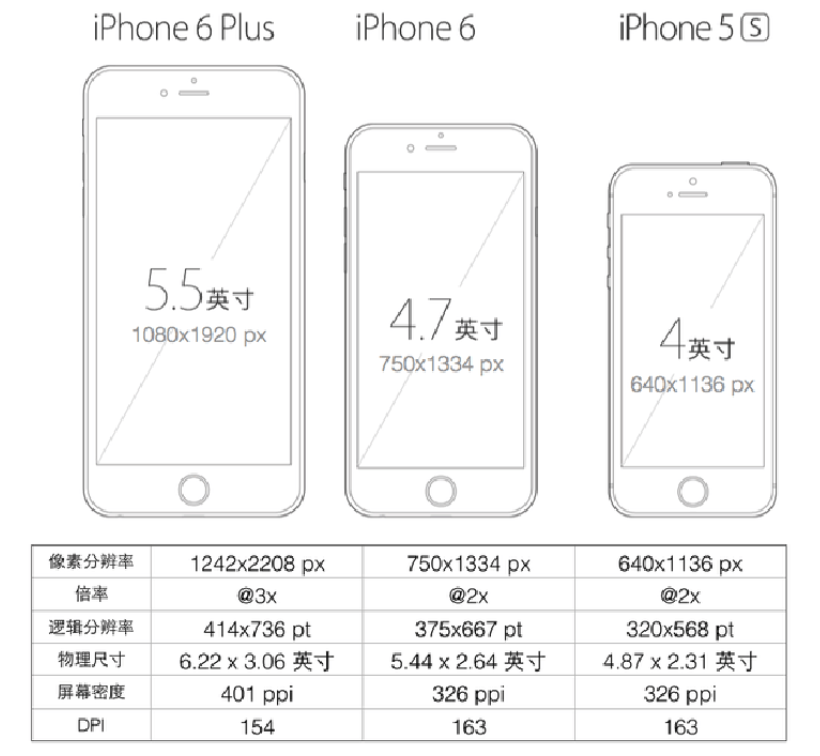 iPhone 6 Plus
iPhone 6
iPhone 5 S
5.5英寸
1080x1920 px
4.7英寸
750x1334 px
4英寸
640x1136 px
像素分辨率 1242x2208 px 750x1334 px 640x1136 px
倍率 @3x @2x @2x
逻辑分辨率 414x736 pt 375x667 pt 320x568 pt
物理尺寸 6.22 x 3.06 英寸 5.44 x 2.64 英寸 4.87 x 2.31 英寸
屏幕密度 401 ppi 326 ppi 326 ppi
DPI 154 163 163